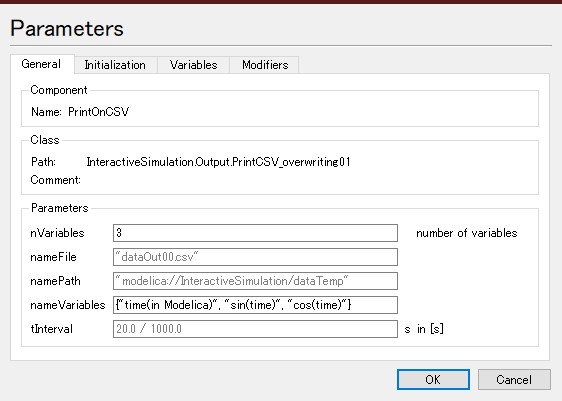 Parameters
General Initialization Variables Modifiers
Component
Name: PrintOnCSV
Class
Path: InteractiveSimulation.Output.PrintCSV_overwriting01
Comment:
Parameters
nVariables 3 number of variables
nameFile "dataOut00.csv"
namePath "modelica://InteractiveSimulation/dataTemp"
nameVariables {"time(in Modelica)", "sin(time)", "cos(time)"}
tInterval 20.0 / 1000.0 s in [s]
OK Cancel